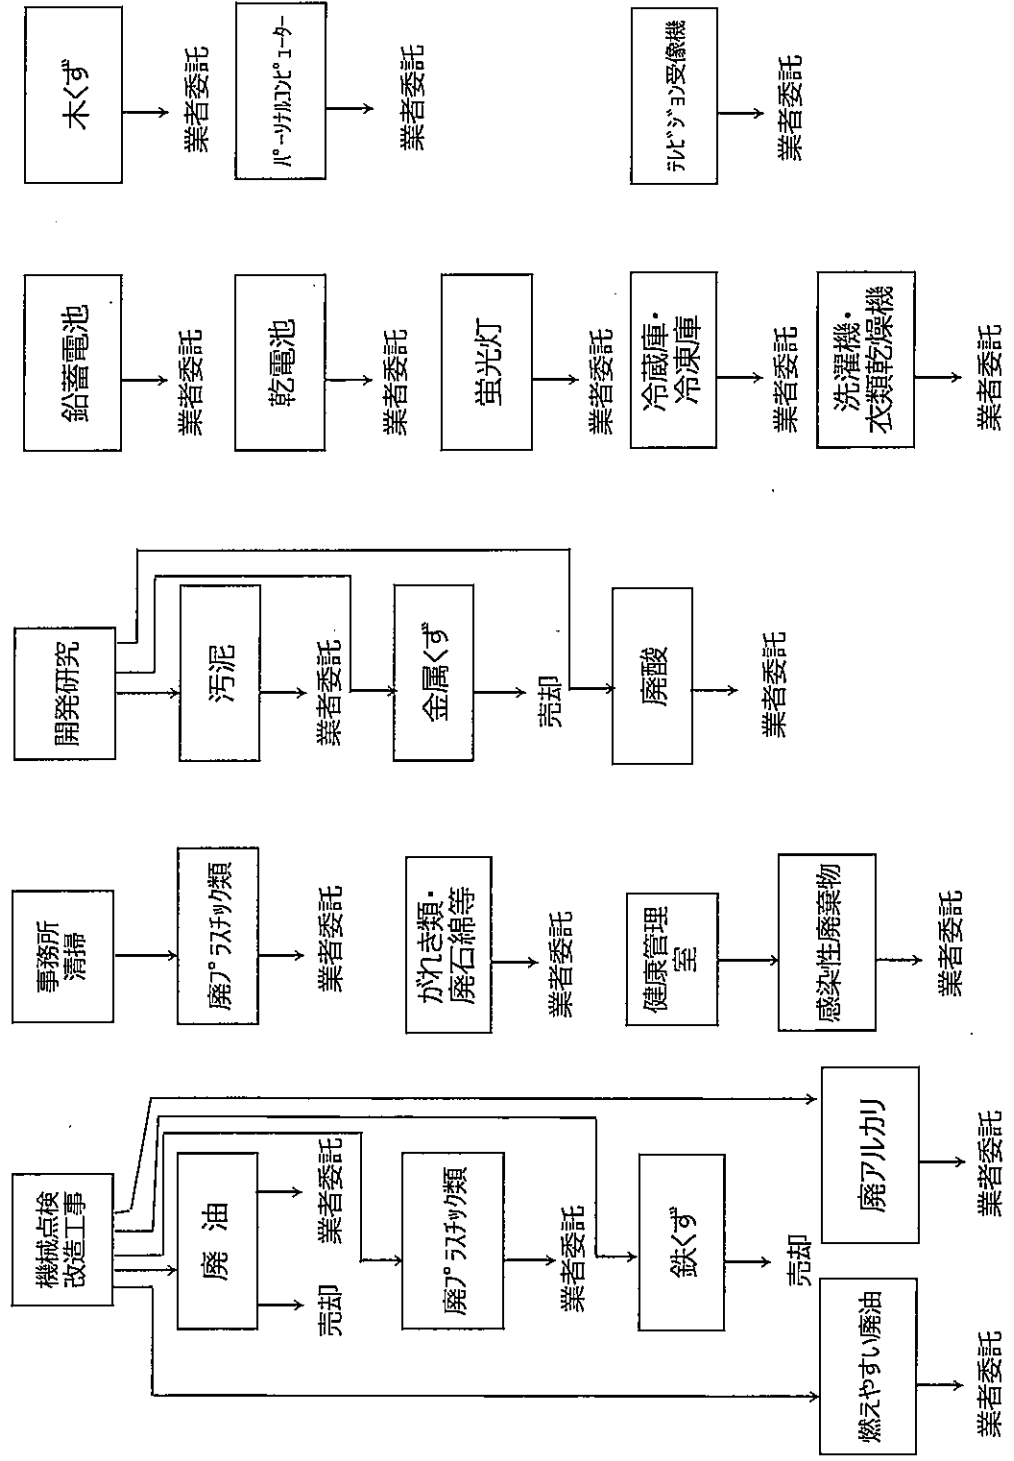 機械点検
改造工事
廃　油
売却
業者委託
廃ﾌﾟﾗｽﾁｯｸ類
業者委託
鉄くず
売却
燃えやすい廃油
業者委託
廃アルカリ
業者委託
事務所
清掃
廃ﾌﾟﾗｽﾁｯｸ類
業者委託
がれき類・
廃石綿等
業者委託
健康管理
室
感染性廃棄物
業者委託
開発研究
汚泥
業者委託
金属くず
売却
廃酸
業者委託
鉛蓄電池
業者委託
乾電池
業者委託
蛍光灯
業者委託
冷蔵庫・
冷凍庫
業者委託
洗濯機・
衣類乾燥機
業者委託
木くず
業者委託
ﾊﾟｰｿﾅﾙｺﾝﾋﾟｭｰﾀｰ
業者委託
ﾃﾚﾋﾞｼﾞｮﾝ受像機
業者委託